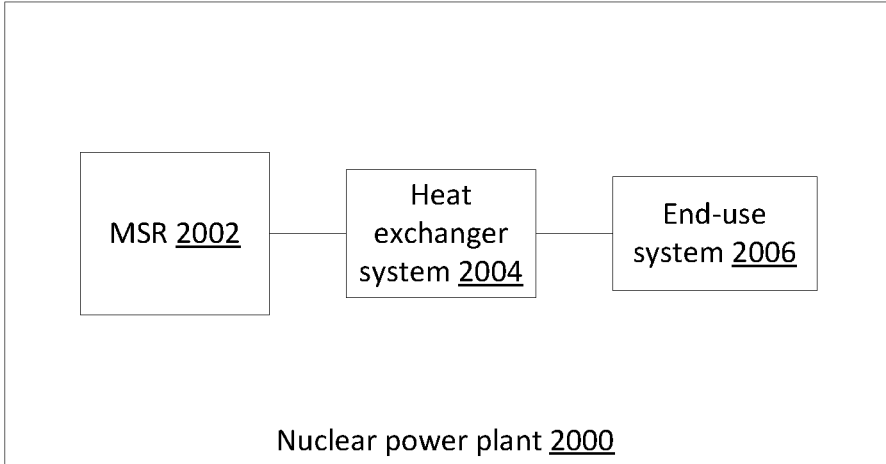 MSR 2002
Heat
exchanger
system 2004
End-use
system 2006
Nuclear power plant 2000